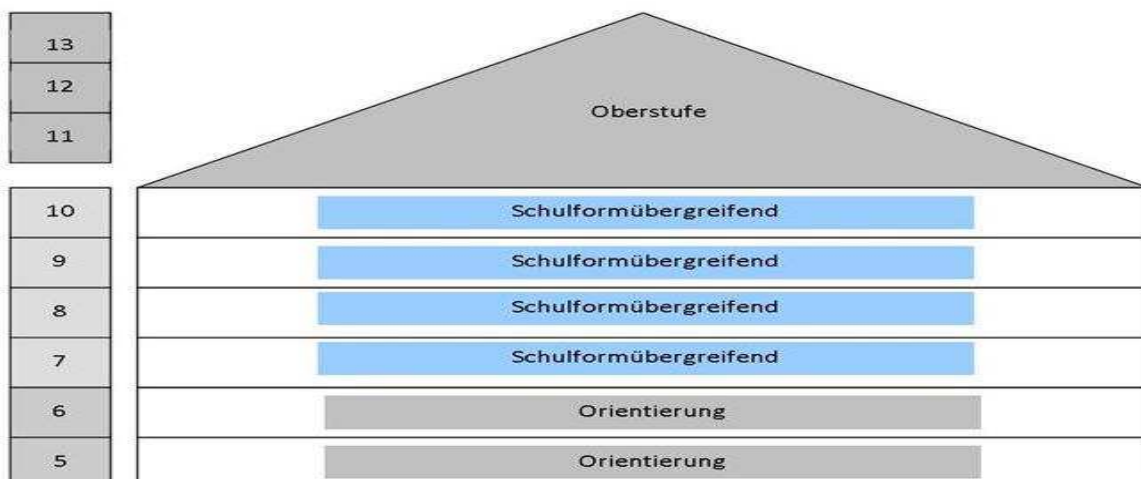 13
12
Oberstufe
11
10 Schulformübergreifend
9 Schulformübergreifend
8 Schulformübergreifend
7 Schulformübergreifend
6 Orientierung
5 Orientierung